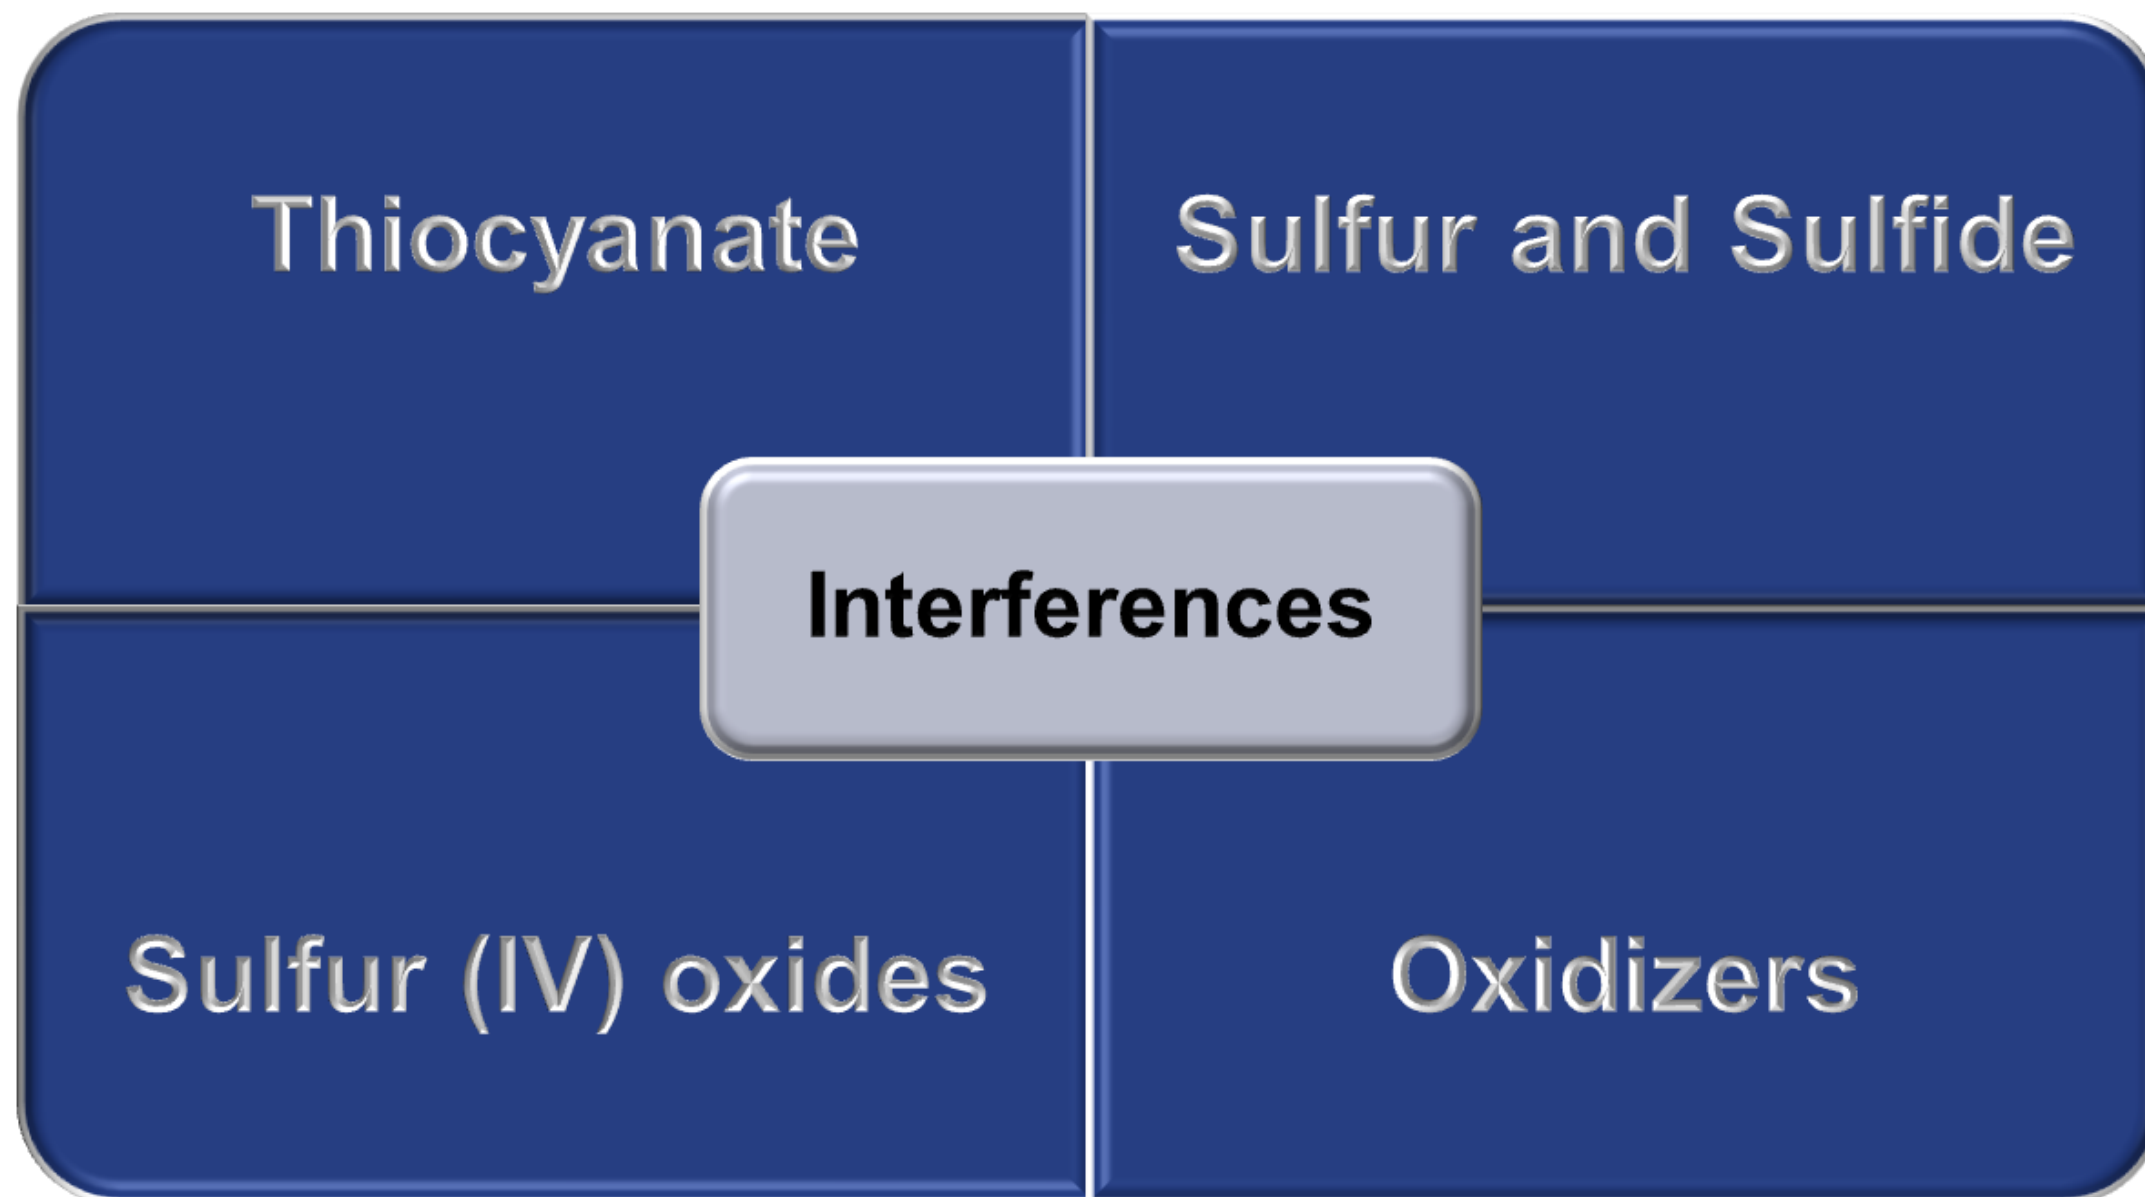 Thiocyanate
Sulfur and Sulfide
Interferences
Sulfur (IV) oxides
Oxidizers